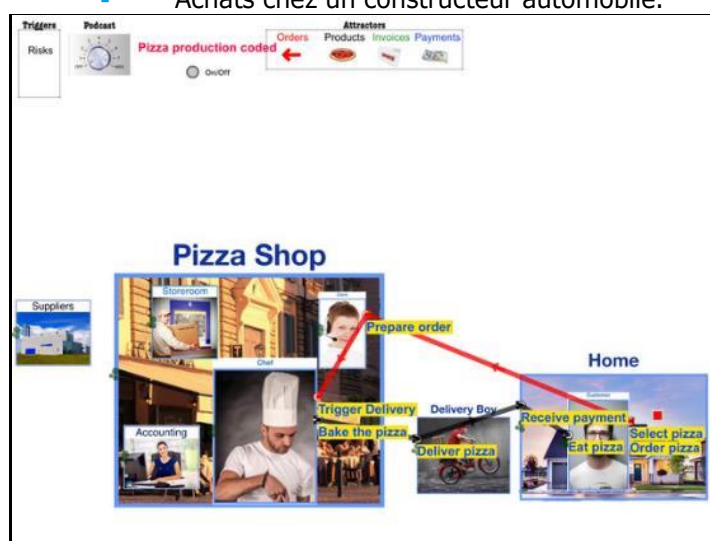 - Achats chez un constructeur automobile.
Triggers Podcast Attractors
Risks
Pizza production coded
On/Off
Orders Products Invoices Payments
Pizza Shop
Suppliers
Storeroom
Clerk
Prepare order
Chef
Home
Customer
Trigger Delivery
Delivery Boy
Receive payment
Select pizza
Accounting
Bake the pizza
Deliver pizza
Eat pizza
Order pizza